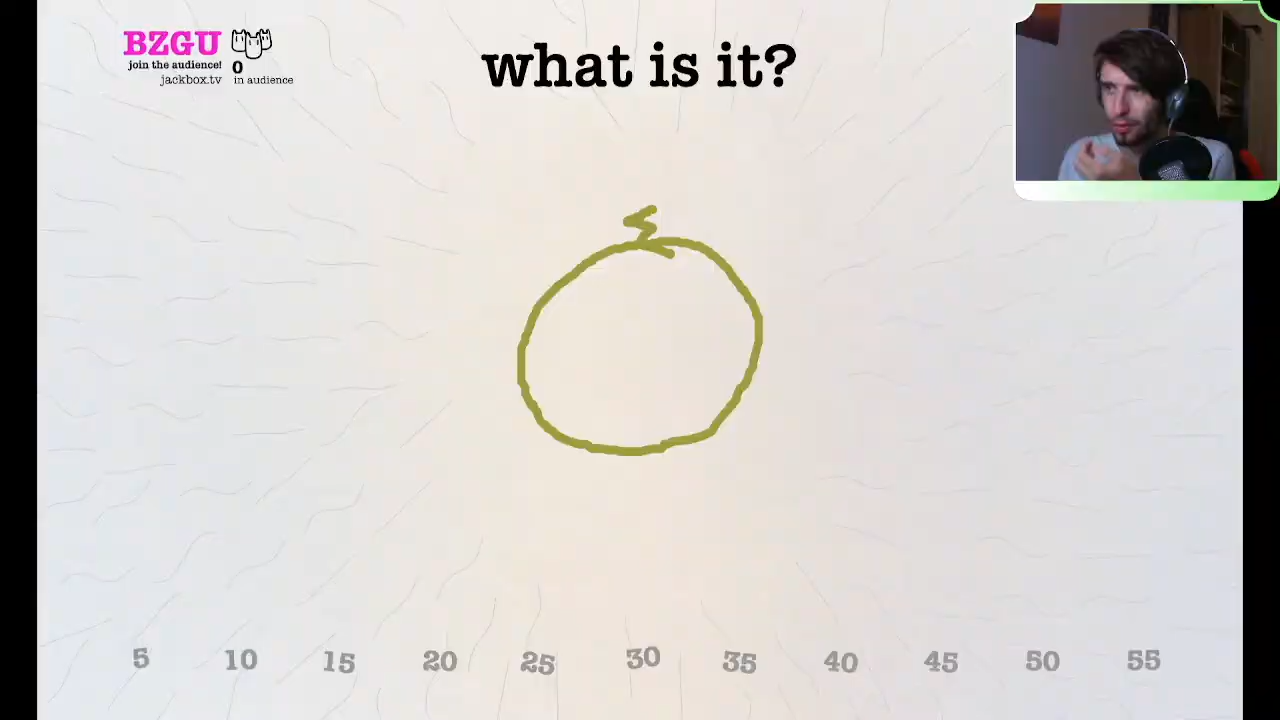 BZGU
join the audience!
jackbox.tv
0
in audience
what is it?
5 10 15 20 25 30 35 40 45 50 55